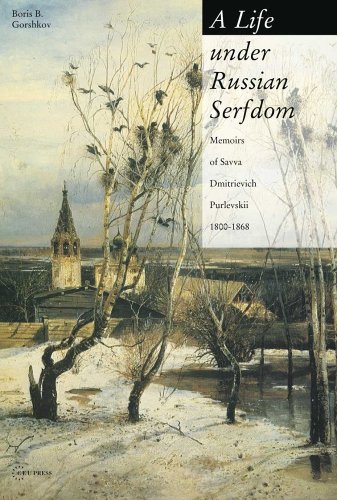 Boris B.
Gorshkov
A Life
under
Russian
Serfdom
Memoirs
of Savva
Dmitrievich
Purlevskii
1800-1868
CEU PRESS